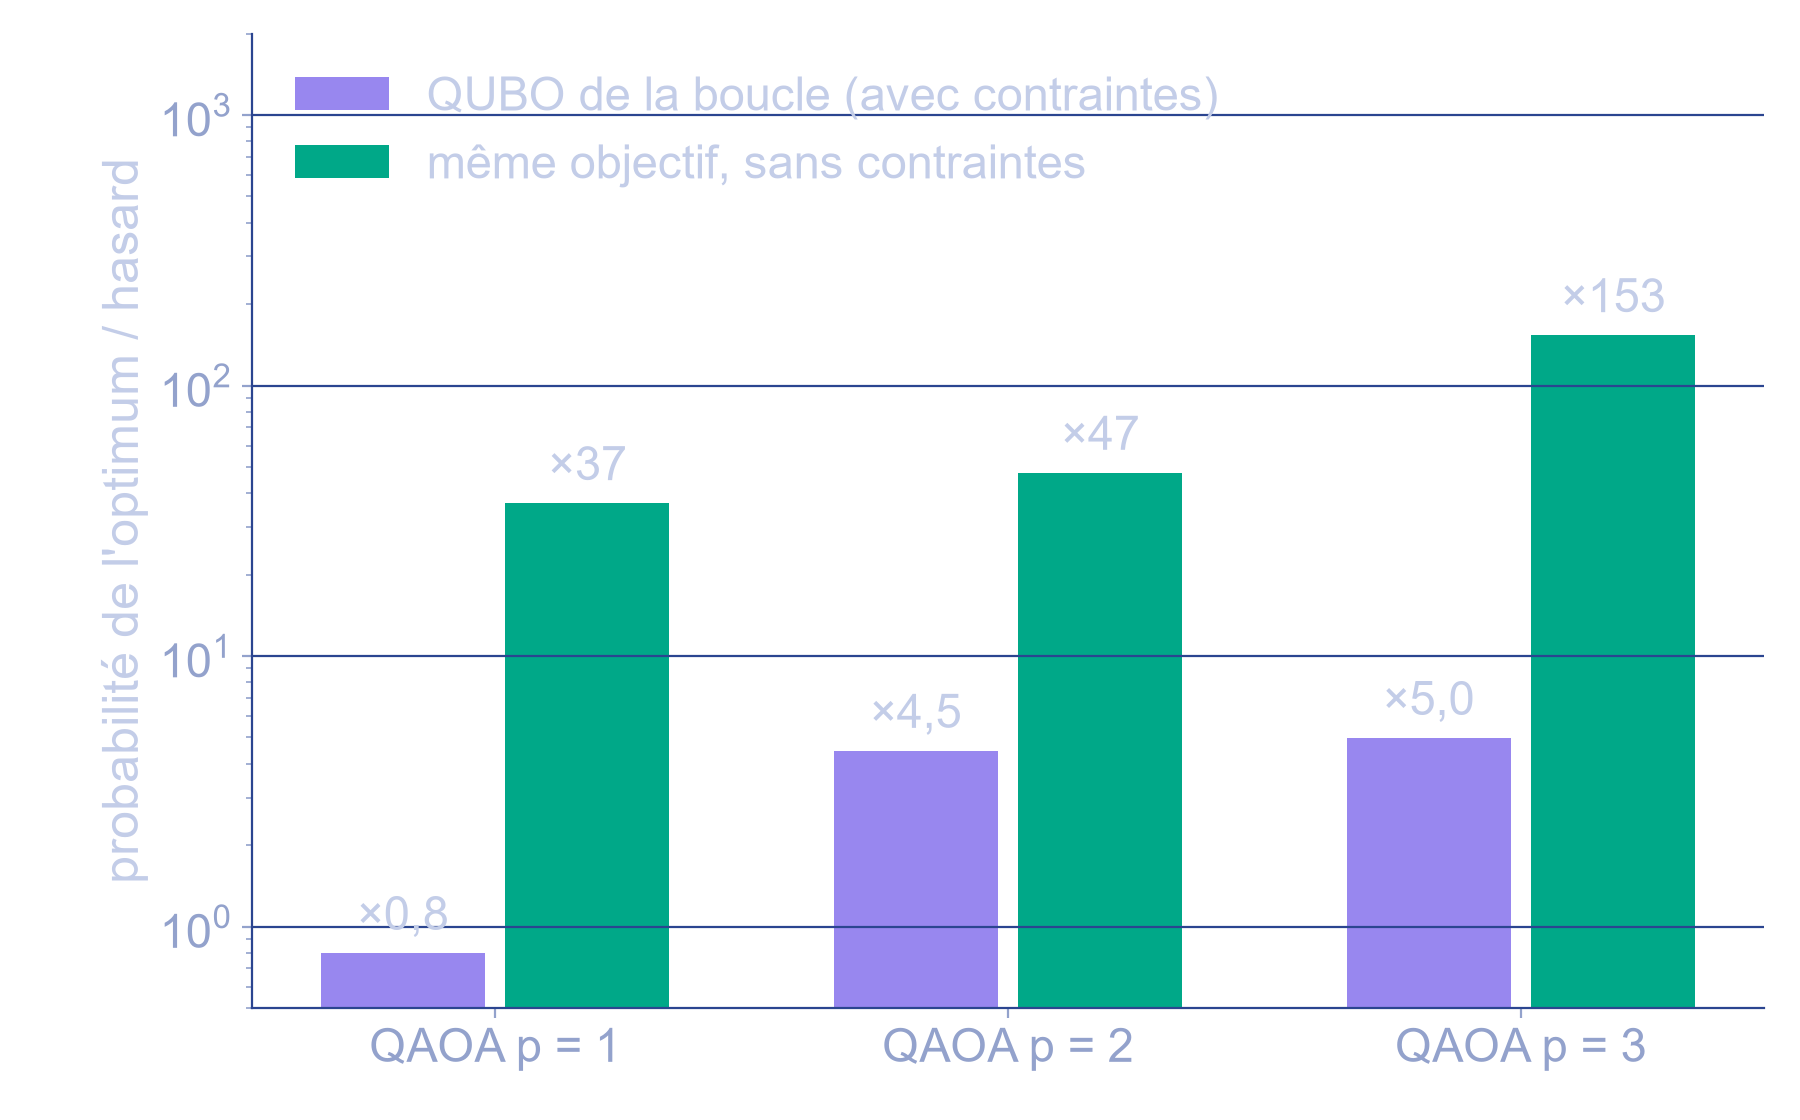 QUBO de la boucle (avec contraintes)
même objectif, sans contraintes
probabilité de l'optimum / hasard
10³
10²
10¹
10⁰
×0,8
×37
×4,5
×47
×5,0
×153
QAOA p = 1
QAOA p = 2
QAOA p = 3